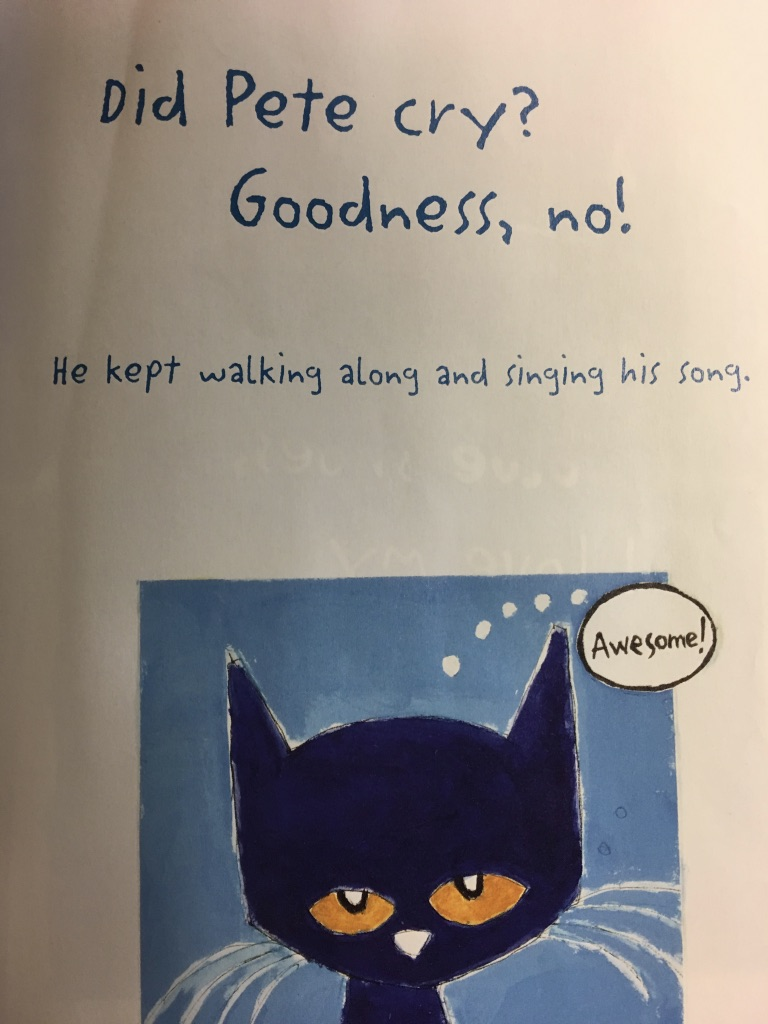 Did Pete cry?
Goodness, no!
He kept walking along and singing his song.
Awesome!